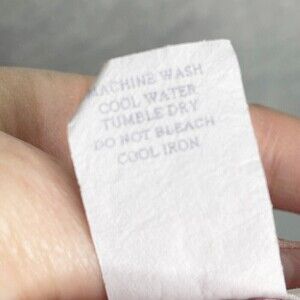 MACHINE WASH
COOL WATER
TUMBLE DRY
DO NOT BLEACH
COOL IRON